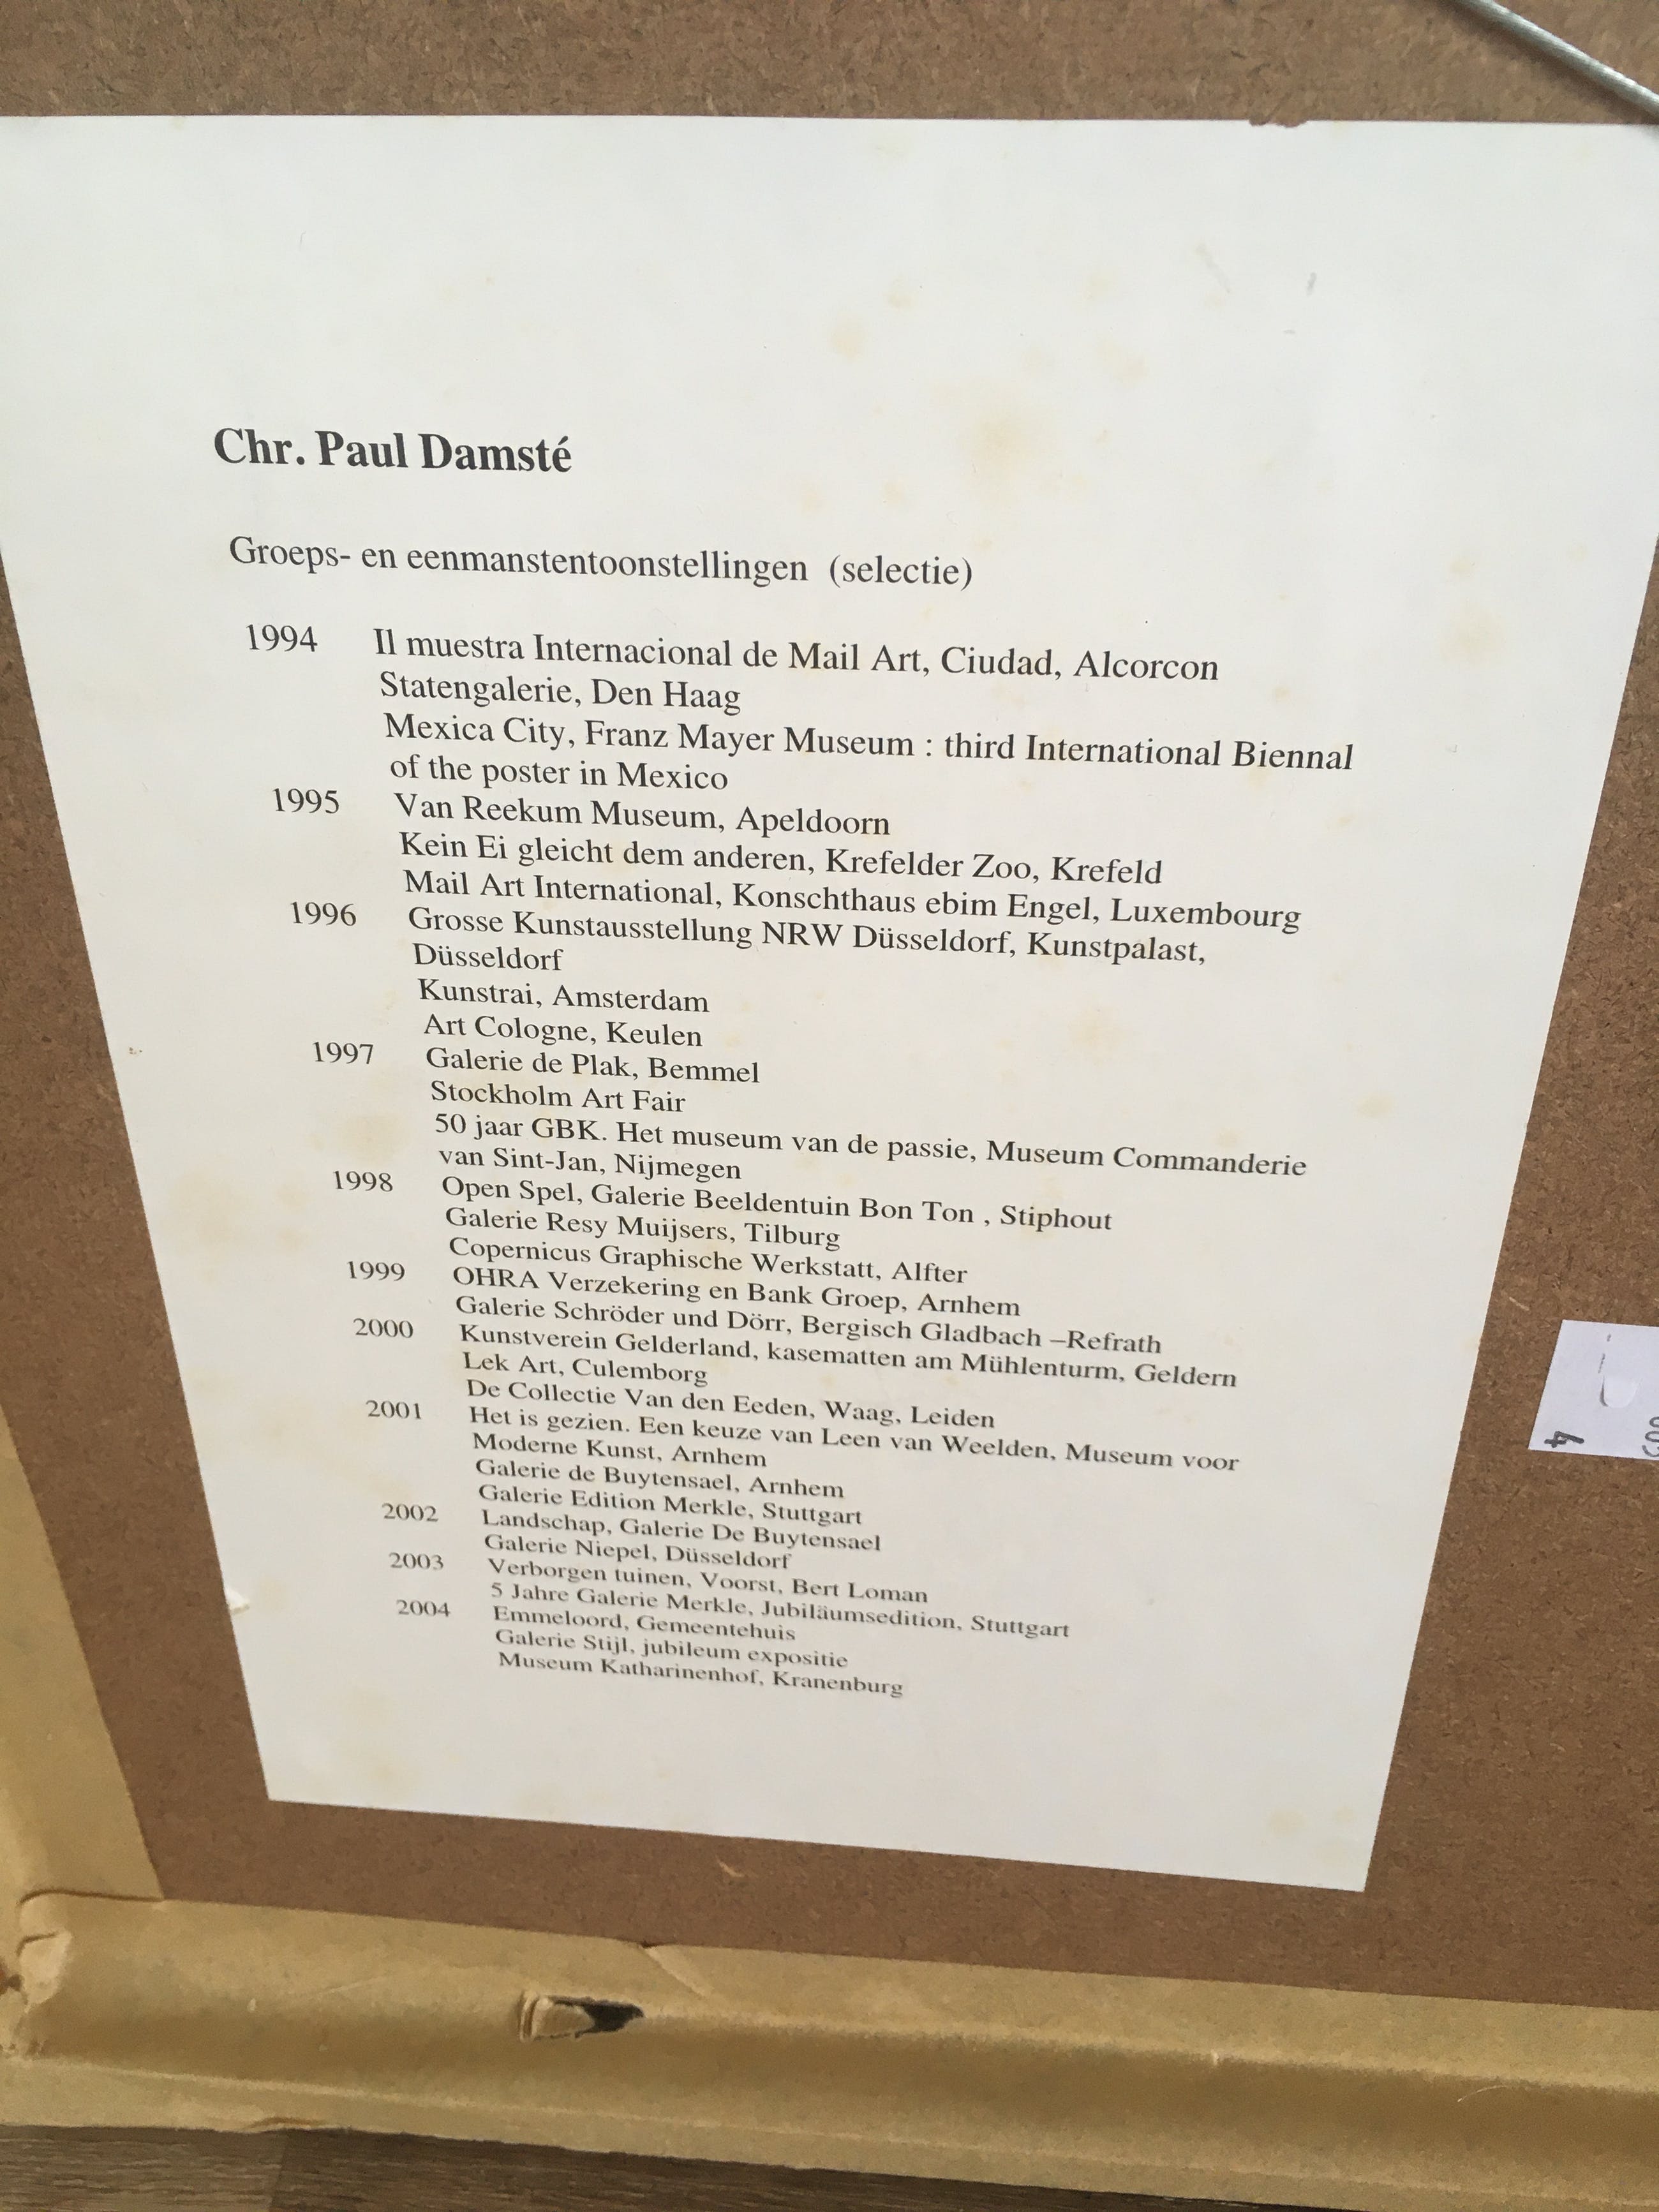 Chr. Paul Damsté
Groeps- en eenmanstentoonstellingen (selectie)
1994 Il muestra Internacional de Mail Art, Ciudad, Alcorcon
Statengalerie, Den Haag
Mexica City, Franz Mayer Museum : third International Biennal
of the poster in Mexico
1995 Van Reekum Museum, Apeldoorn
Kein Ei gleicht dem anderen, Krefelder Zoo, Krefeld
Mail Art International, Konschthaus ebim Engel, Luxembourg
1996 Grosse Kunstausstellung NRW Düsseldorf, Kunstpalast,
Düsseldorf
Kunstrai, Amsterdam
Art Cologne, Keulen
1997 Galerie de Plak, Bemmel
Stockholm Art Fair
50 jaar GBK. Het museum van de passie, Museum Commanderie
van Sint-Jan, Nijmegen
1998 Open Spel, Galerie Beeldentuin Bon Ton , Stiphout
Galerie Resy Muijsers, Tilburg
Copernicus Graphische Werkstatt, Alfter
1999 OHRA Verzekering en Bank Groep, Arnhem
Galerie Schröder und Dörr, Bergisch Gladbach –Refrath
2000 Kunstverein Gelderland, kasematten am Mühlenturm, Geldern
Lek Art, Culemborg
De Collectie Van den Eeden, Waag, Leiden
2001 Het is gezien. Een keuze van Leen van Weelden, Museum voor
Moderne Kunst, Arnhem
Galerie de Buytensael, Arnhem
Galerie Edition Merkle, Stuttgart
2002 Landschap, Galerie De Buytensael
Galerie Niepel, Düsseldorf
2003 Verborgen tuinen, Voorst, Bert Loman
5 Jahre Galerie Merkle, Jubiläumsedition, Stuttgart
2004 Emmeloord, Gemeentehuis
Galerie Stijl, jubileum expositie
Museum Katharinenhof, Kranenburg